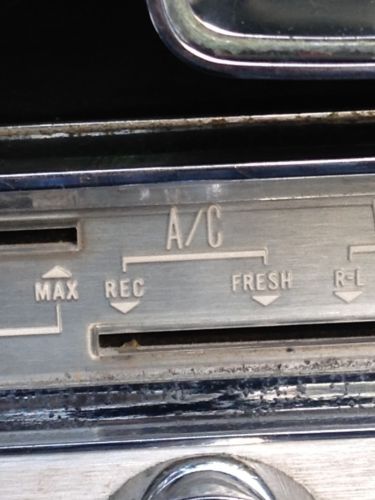 A/C
MAX REC FRESH R-L